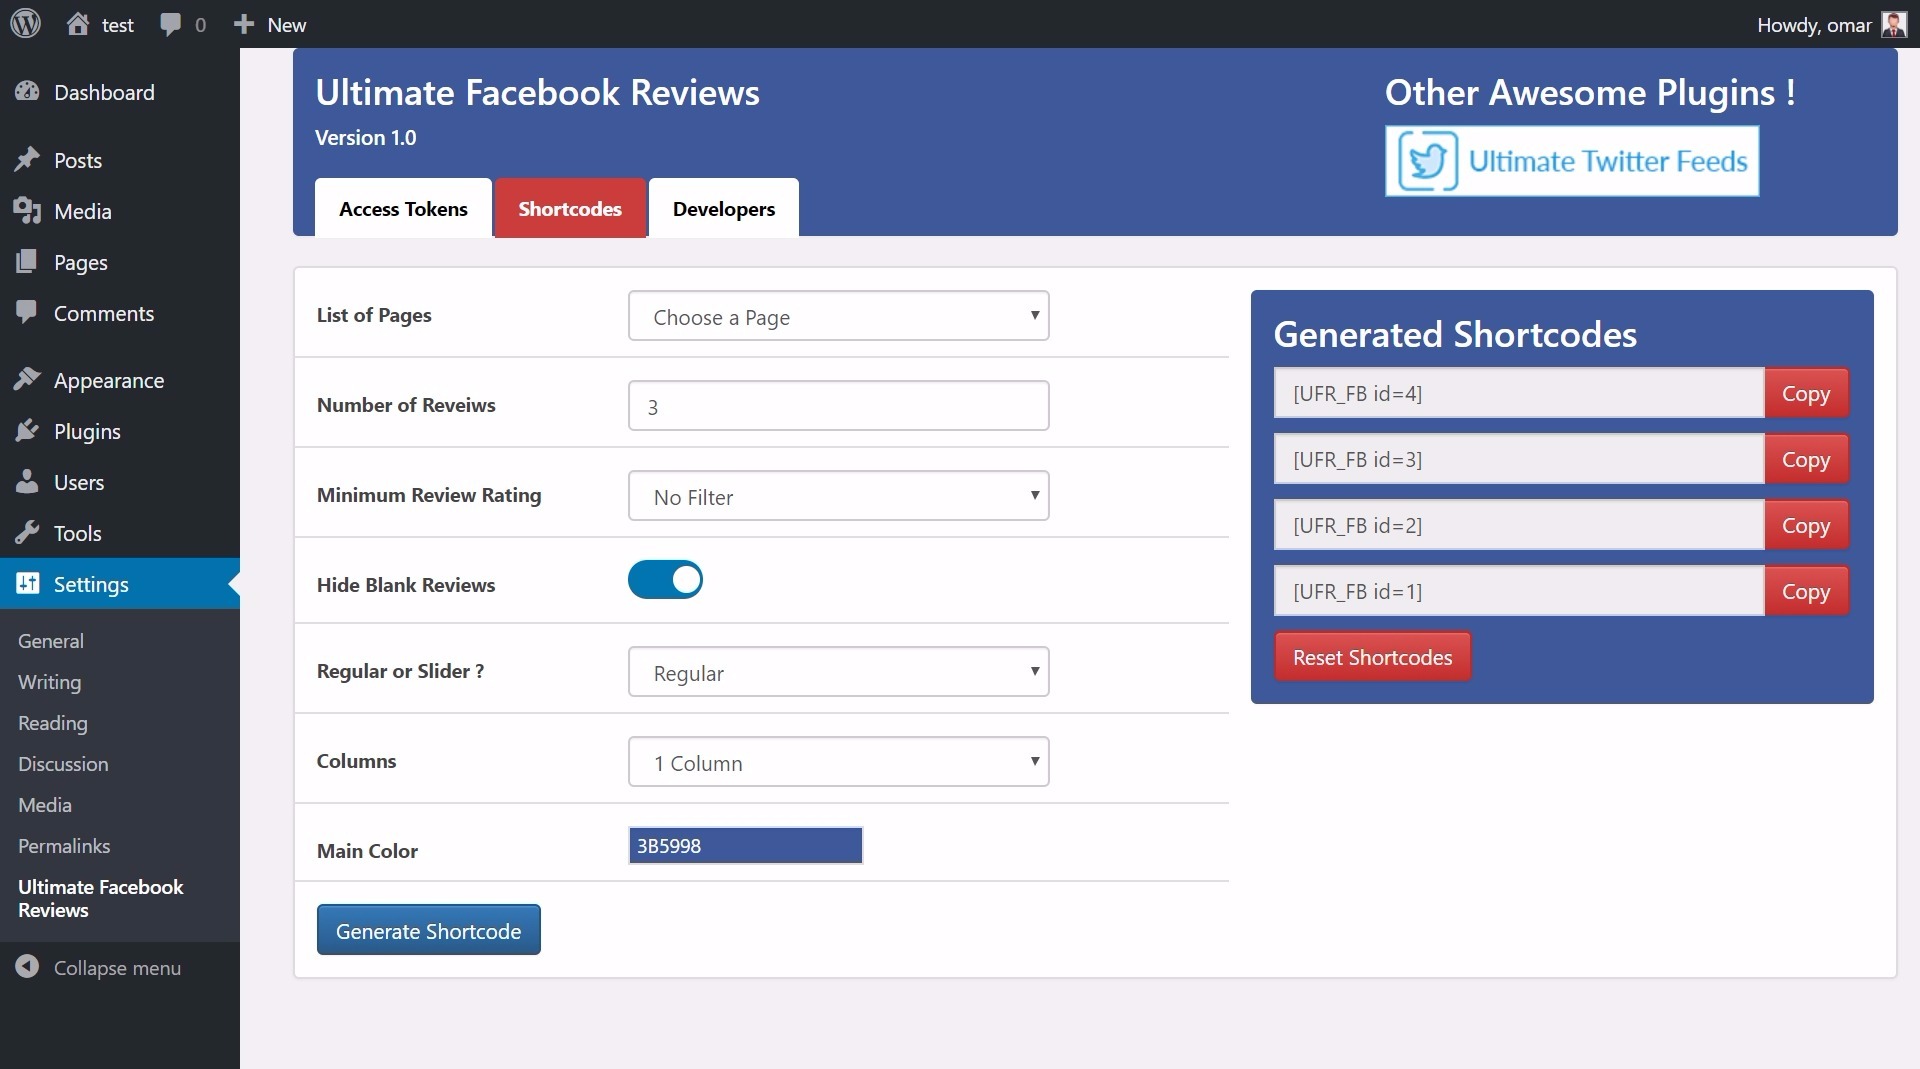 test
0
New
Howdy, omar
Dashboard
Posts
Media
Pages
Comments
Appearance
Plugins
Users
Tools
Settings
General
Writing
Reading
Discussion
Media
Permalinks
Ultimate Facebook
Reviews
Collapse menu
Ultimate Facebook Reviews
Version 1.0
Access Tokens
Shortcodes
Developers
Other Awesome Plugins !
Ultimate Twitter Feeds
List of Pages
Choose a Page
Number of Reveiws
3
Minimum Review Rating
No Filter
Hide Blank Reviews
Regular or Slider ?
Regular
Columns
1 Column
Main Color
3B5998
Generate Shortcode
Generated Shortcodes
[UFR_FB id=4]
Copy
[UFR_FB id=3]
Copy
[UFR_FB id=2]
Copy
[UFR_FB id=1]
Copy
Reset Shortcodes